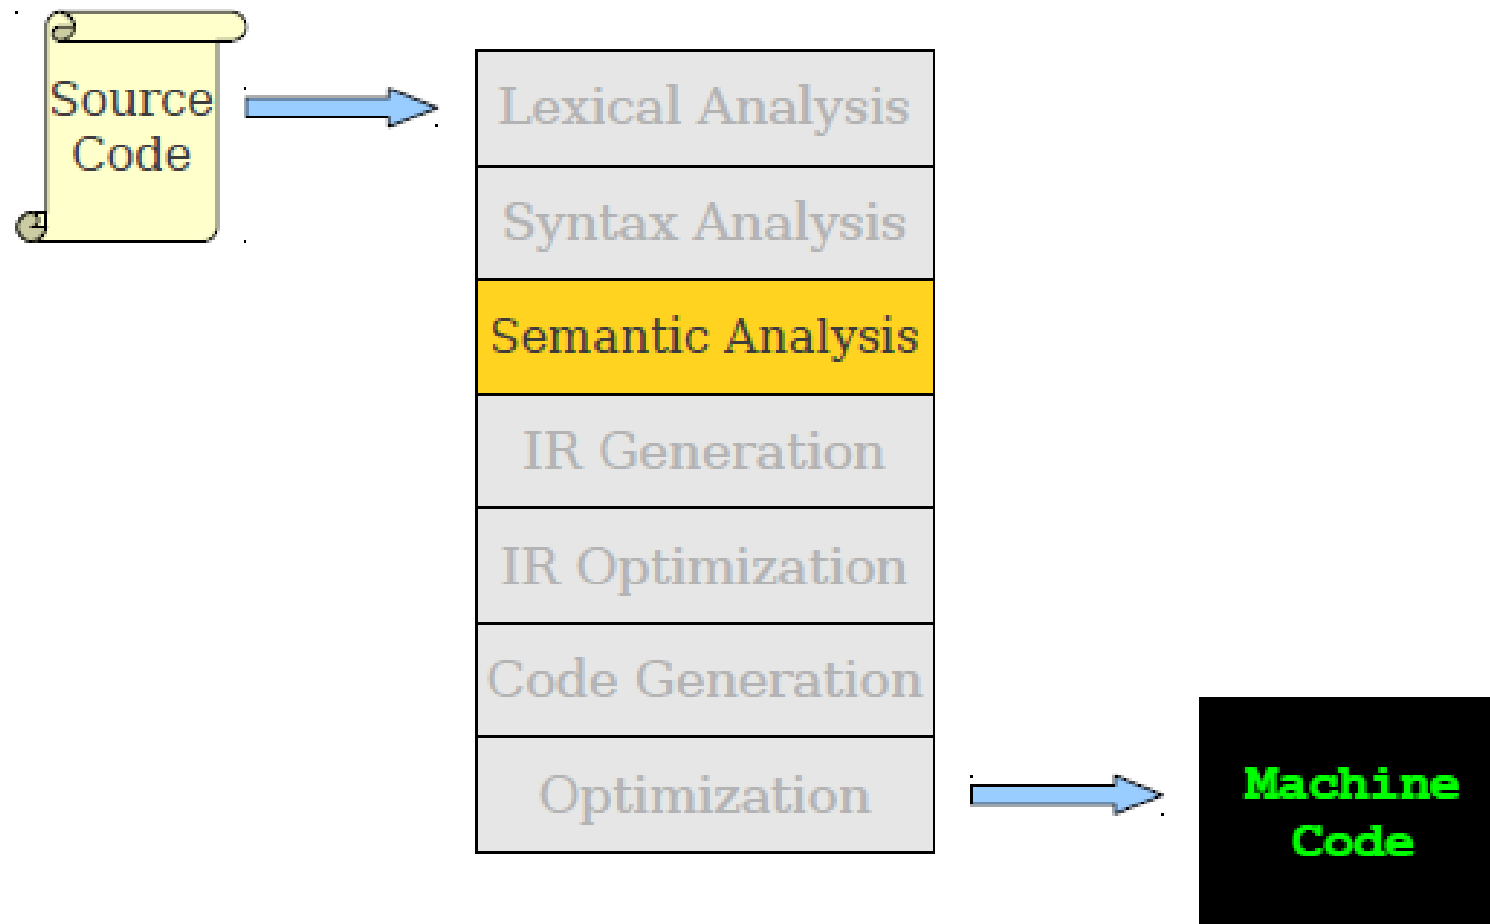 Source
Code
Lexical Analysis
Syntax Analysis
Semantic Analysis
IR Generation
IR Optimization
Code Generation
Optimization
Machine
Code